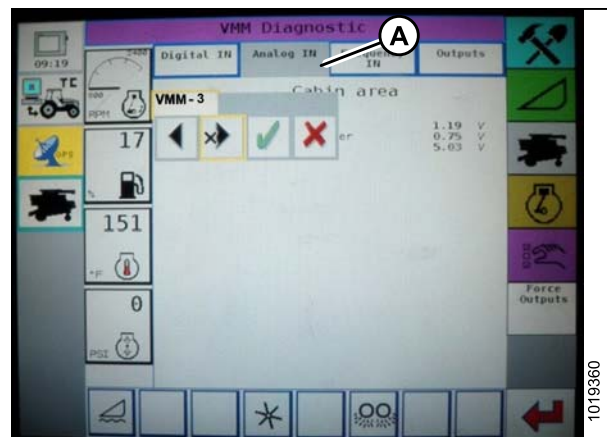 VMM Diagnostic
A
09:19
TC
GPS
Digital IN
Analog IN
IN
Outputs
Cabin area
VMM - 3
1.19 V
er
0.75 V
5.03 V
RPM
17
%
151
°F
0
PSI
Force
Outputs
1019360